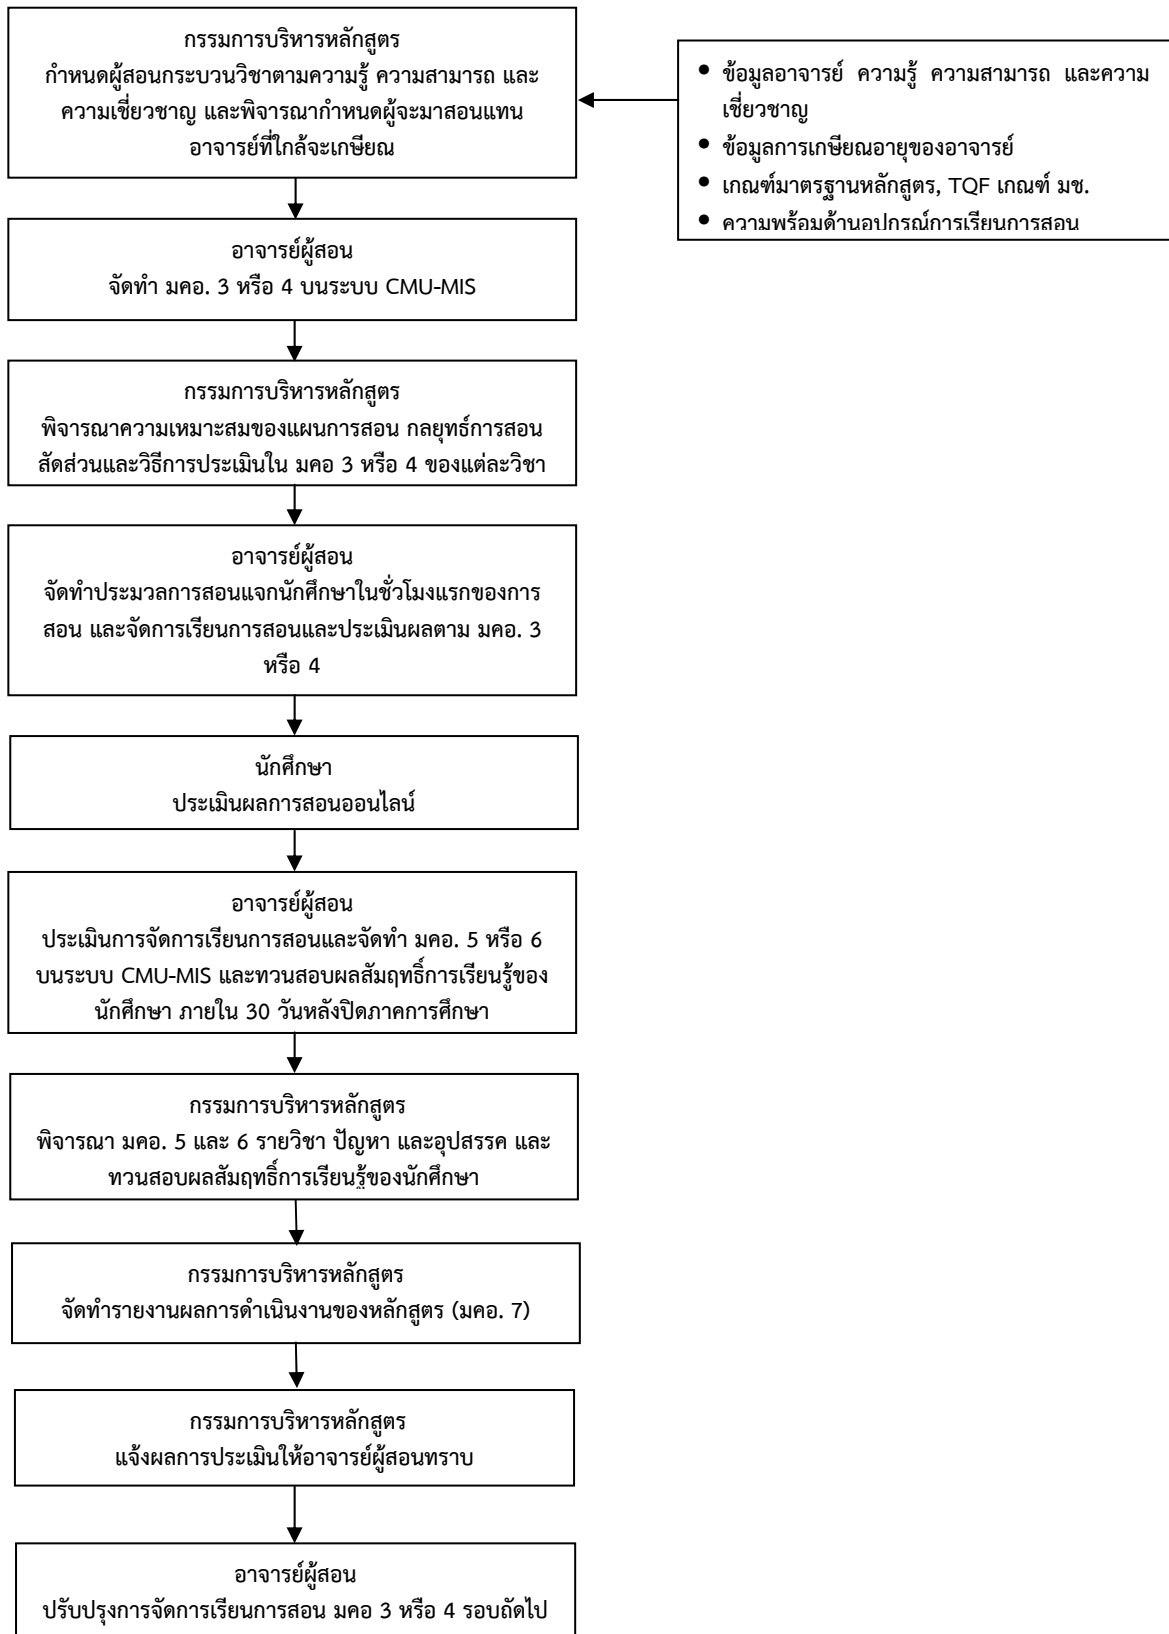 กรรมการบริหารหลักสูตร
กำหนดผู้สอนกระบวนวิชาตามความรู้ ความสามารถ และ
ความเชี่ยวชาญ และพิจารณากำหนดผู้จะมาสอนแทน
อาจารย์ที่ใกล้จะเกษียณ
• ข้อมูลอาจารย์ ความรู้ ความสามารถ และความ
เชี่ยวชาญ
• ข้อมูลการเกษียณอายุของอาจารย์
• เกณฑ์มาตรฐานหลักสูตร, TQF เกณฑ์ มช.
• ความพร้อมด้านอุปกรณ์การเรียนการสอน
อาจารย์ผู้สอน
จัดทำ มคอ. 3 หรือ 4 บนระบบ CMU-MIS
กรรมการบริหารหลักสูตร
พิจารณาความเหมาะสมของแผนการสอน กลยุทธ์การสอน
สัดส่วนและวิธีการประเมินใน มคอ 3 หรือ 4 ของแต่ละวิชา
อาจารย์ผู้สอน
จัดทำประมวลการสอนแจกนักศึกษาในชั่วโมงแรกของการ
สอน และจัดการเรียนการสอนและประเมินผลตาม มคอ. 3
หรือ 4
นักศึกษา
ประเมินผลการสอนออนไลน์
อาจารย์ผู้สอน
ประเมินการจัดการเรียนการสอนและจัดทำ มคอ. 5 หรือ 6
บนระบบ CMU-MIS และทวนสอบผลสัมฤทธิ์การเรียนรู้ของ
นักศึกษา ภายใน 30 วันหลังปิดภาคการศึกษา
กรรมการบริหารหลักสูตร
พิจารณา มคอ. 5 และ 6 รายวิชา ปัญหา และอุปสรรค และ
ทวนสอบผลสัมฤทธิ์การเรียนรู้ของนักศึกษา
กรรมการบริหารหลักสูตร
จัดทำรายงานผลการดำเนินงานของหลักสูตร (มคอ. 7)
กรรมการบริหารหลักสูตร
แจ้งผลการประเมินให้อาจารย์ผู้สอนทราบ
อาจารย์ผู้สอน
ปรับปรุงการจัดการเรียนการสอน มคอ 3 หรือ 4 รอบถัดไป